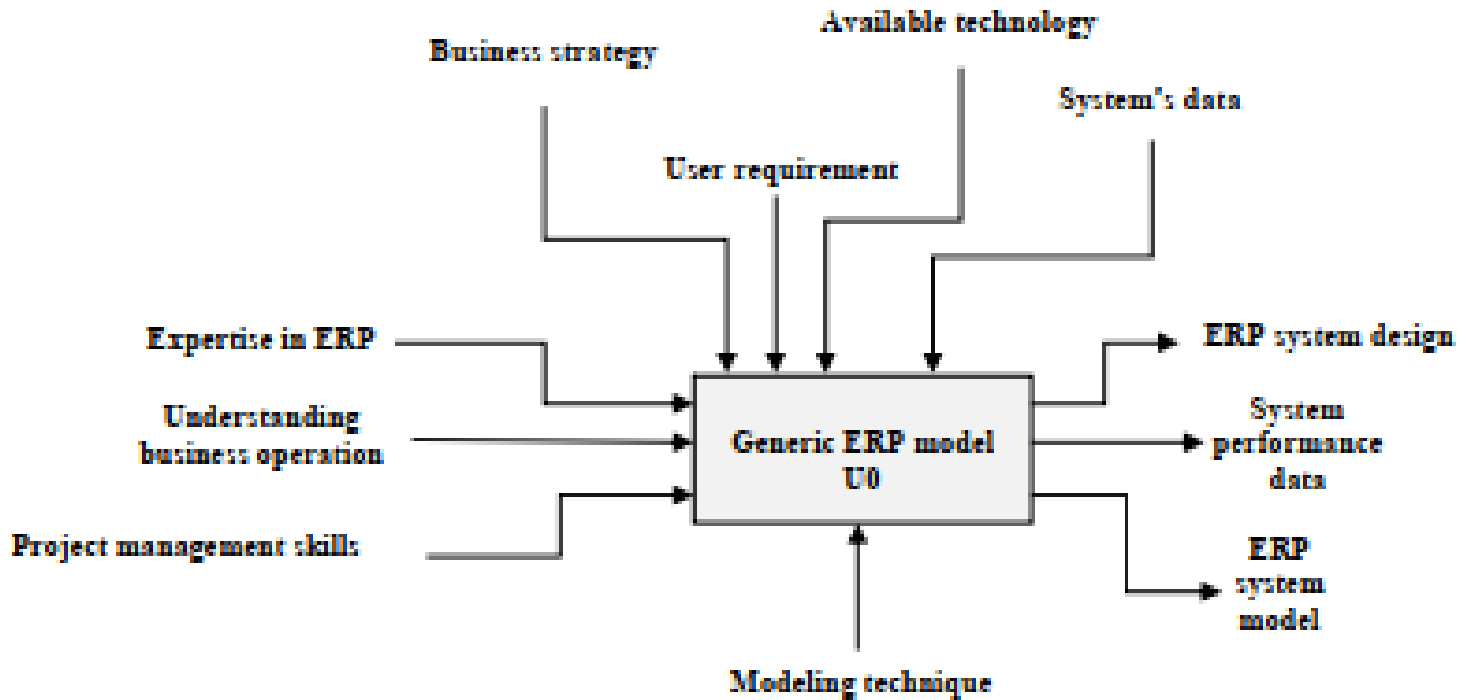 Available technology
Business strategy
System's data
User requirement
Expertise in ERP
ERP system design
Understanding
business operation
Generic ERP model
U0
System
performance
data
Project management skills
ERP
system
model
Modeling technique